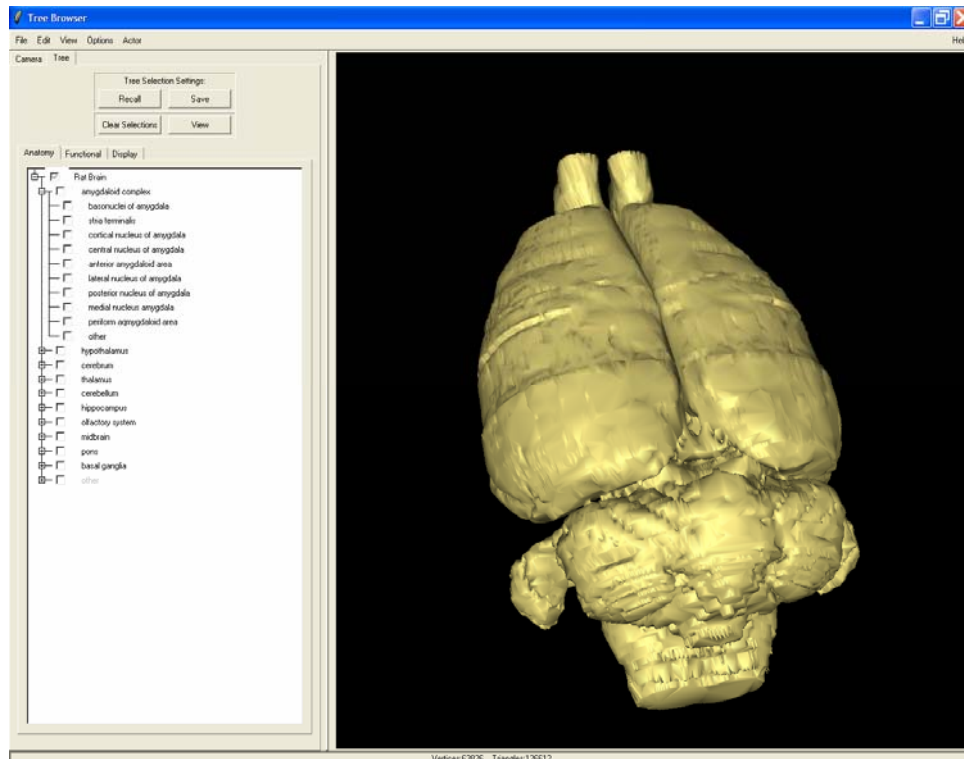 Tree Browser
File Edit View Options Actor Hel
Camera Tree
Tree Selection Settings:
Recall Save
Clear Selections View
Anatomy Functional Display
Rat Brain
amygdaloid complex
basonuclei of amygdala
stria terminalis
cortical nucleus of amygdala
central nucleus of amygdala
anterior amygdaloid area
lateral nucleus of amygdala
posterior nucleus of amygdala
medial nucleus amygdala
periform aqmygdaloid area
other
hypothalamus
cerebrum
thalamus
cerebellum
hippocampus
olfactory system
midbrain
pons
basal ganglia
other